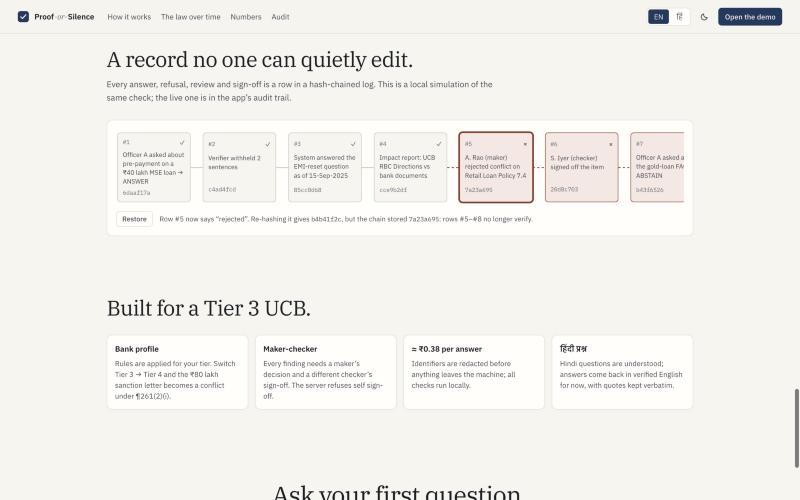 Proof or Silence
How it works
The law over time
Numbers
Audit
EN
हिं
Open the demo
A record no one can quietly edit.
Every answer, refusal, review and sign-off is a row in a hash-chained log. This is a local simulation of the
same check; the live one is in the app's audit trail.
#1 ✓
Officer A asked about
pre-payment on a
₹40 lakh MSE loan →
ANSWER
6daaf17a
#2 ✓
Verifier withheld 2
sentences
c4ad4fcd
#3 ✓
System answered the
EMI-reset question
as of 15-Sep-2025
85cc0d68
#4 ✓
Impact report: UCB
RBC Directions vs
bank documents
cce9b2df
#5 ×
A. Rao (maker)
rejected conflict on
Retail Loan Policy 7.4
7a23a695
#6 ×
S. Iyer (checker)
signed off the item
20d8c703
#7
Officer A asked a
the gold-loan FA
ABSTAIN
b43f6526
Restore
Row #5 now says “rejected”. Re-hashing it gives b4b41f2c, but the chain stored 7a23a695: rows #5–#8 no longer verify.
Built for a Tier 3 UCB.
Bank profile
Rules are applied for your tier. Switch
Tier 3 → Tier 4 and the ₹80 lakh
sanction letter becomes a conflict
under ¶261(2)(i).
Maker-checker
Every finding needs a maker's
decision and a different checker's
sign-off. The server refuses self sign-
off.
≈ ₹0.38 per answer
Identifiers are redacted before
anything leaves the machine; all
checks run locally.
हिंदी प्रश्न
Hindi questions are understood;
answers come back in verified English
for now, with quotes kept verbatim.
Ask your first question